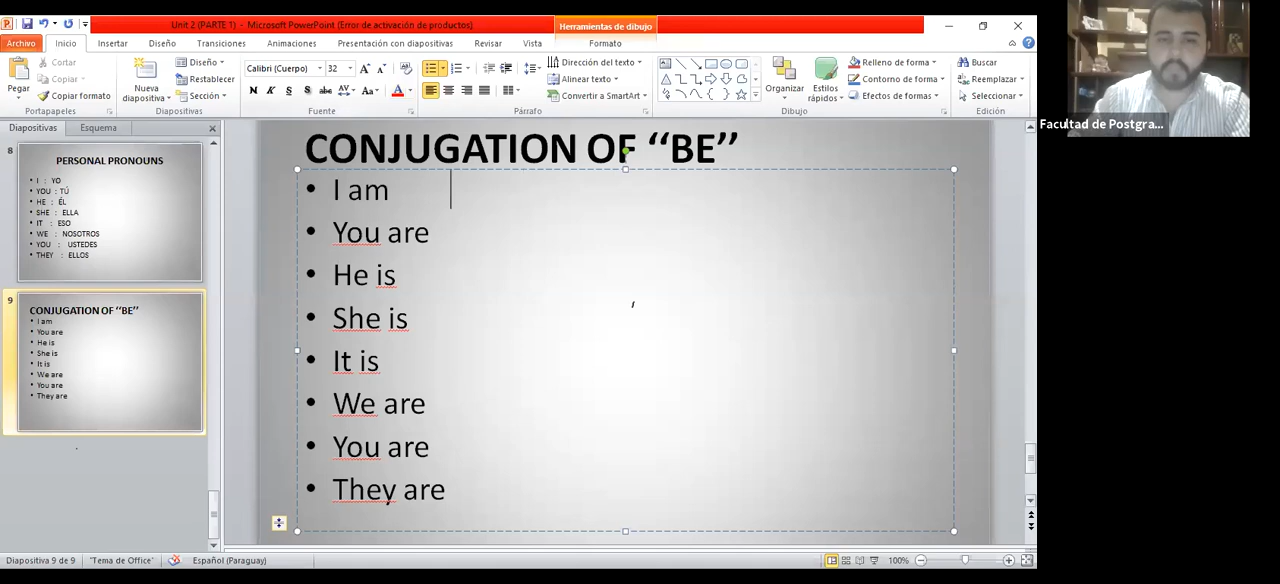 Unit 2 (PARTE 1) - Microsoft PowerPoint (Error de activación de productos)
Herramientas de dibujo
Archivo Inicio Insertar Diseño Transiciones Animaciones Presentación con diapositivas Revisar Vista Formato
Pegar
Cortar
Copiar
Copiar formato
Portapapeles
Nueva diapositiva
Diseño
Restablecer
Sección
Diapositivas
Calibri (Cuerpo) 32
N K S S abc AV Aa A
Fuente
Dirección del texto
Alinear texto
Convertir a SmartArt
Párrafo
Organizar
Estilos rápidos
Relleno de forma
Contorno de forma
Efectos de formas
Dibujo
Buscar
Reemplazar
Seleccionar
Edición
Facultad de Postgra...
Diapositivas Esquema
8
PERSONAL PRONOUNS
• I : YO
• YOU : TÚ
• HE : ÉL
• SHE : ELLA
• IT : ESO
• WE : NOSOTROS
• YOU : USTEDES
• THEY : ELLOS
9
CONJUGATION OF ‘‘BE’’
• I am
• You are
• He is
• She is
• It is
• We are
• You are
• They are
CONJUGATION OF ‘‘BE’’
• I am
• You are
• He is
• She is
• It is
• We are
• You are
• They are
Diapositiva 9 de 9 "Tema de Office" Español (Paraguay) 100%